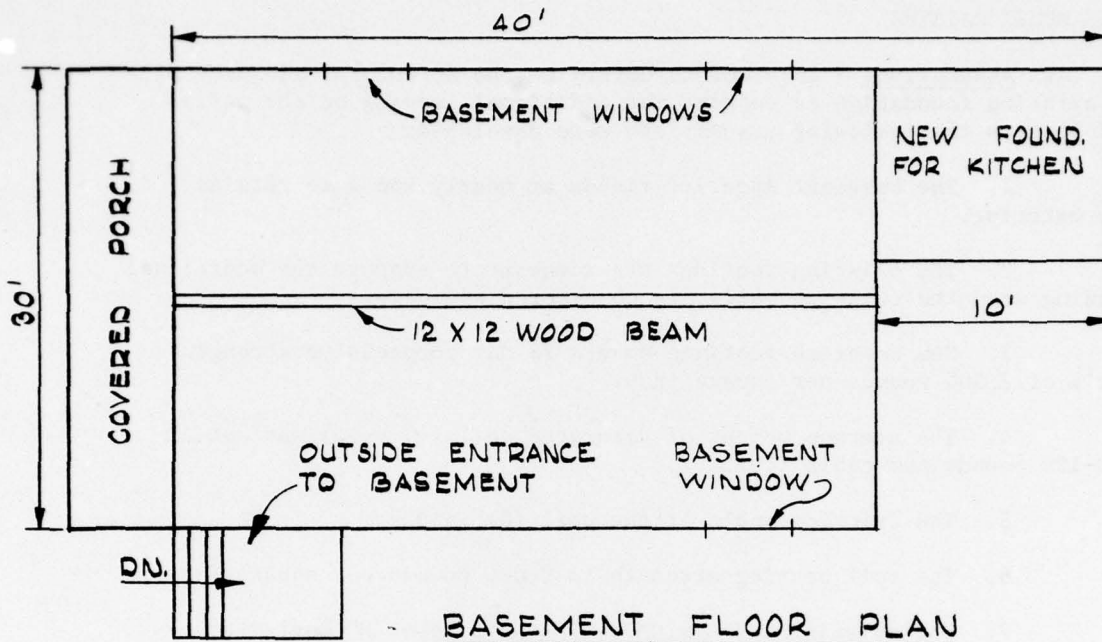 40'
BASEMENT WINDOWS
NEW FOUND.
FOR KITCHEN
COVERED PORCH
30'
12 X 12 WOOD BEAM
10'
OUTSIDE ENTRANCE
TO BASEMENT
BASEMENT
WINDOW
DN.
BASEMENT FLOOR PLAN